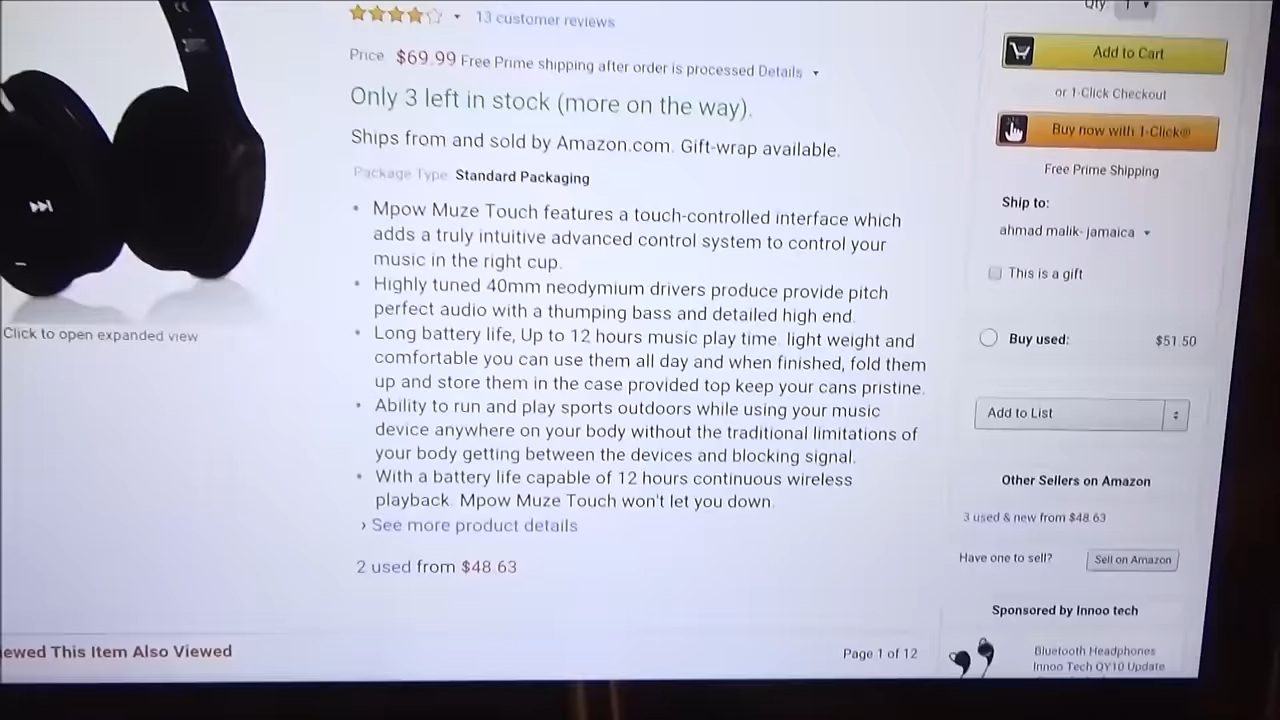 13 customer reviews
Price $69.99 Free Prime shipping after order is processed Details
Only 3 left in stock (more on the way).
Ships from and sold by Amazon.com. Gift-wrap available.
Package Type Standard Packaging
• Mpow Muze Touch features a touch-controlled interface which
adds a truly intuitive advanced control system to control your
music in the right cup.
• Highly tuned 40mm neodymium drivers produce provide pitch
perfect audio with a thumping bass and detailed high end.
• Long battery life, Up to 12 hours music play time. light weight and
comfortable you can use them all day and when finished, fold them
up and store them in the case provided top keep your cans pristine.
• Ability to run and play sports outdoors while using your music
device anywhere on your body without the traditional limitations of
your body getting between the devices and blocking signal.
• With a battery life capable of 12 hours continuous wireless
playback. Mpow Muze Touch won't let you down.
› See more product details
2 used from $48.63
Click to open expanded view
ewed This Item Also Viewed
Page 1 of 12
Qty 1
Add to Cart
or 1-Click Checkout
Buy now with 1-Click®
Free Prime Shipping
Ship to:
ahmad malik- jamaica
This is a gift
Buy used: $51.50
Add to List
Other Sellers on Amazon
3 used & new from $48.63
Have one to sell? Sell on Amazon
Sponsored by Innoo tech
Bluetooth Headphones
Innoo Tech QY10 Update